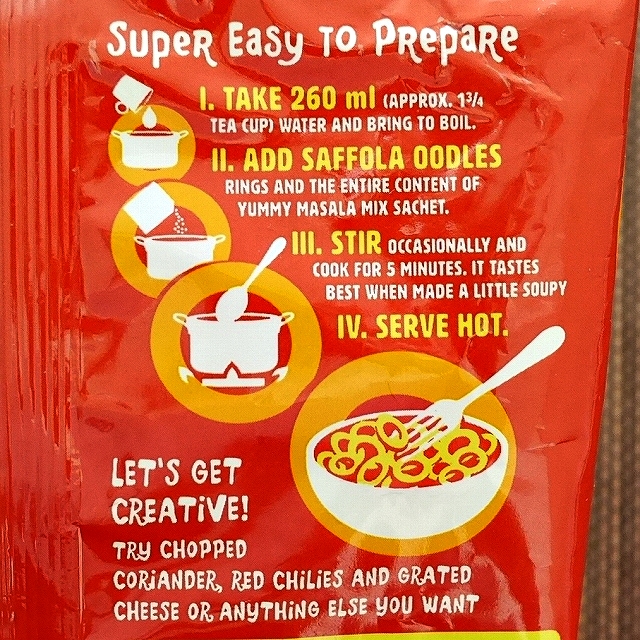 Super Easy to Prepare
I. TAKE 260 ml (APPROX. 1¾
TEA CUP) WATER AND BRING TO BOIL.
II. ADD SAFFOLA OODLES
RINGS AND THE ENTIRE CONTENT OF
YUMMY MASALA MIX SACHET.
III. STIR OCCASIONALLY AND
COOK FOR 5 MINUTES. IT TASTES
BEST WHEN MADE A LITTLE SOUPY
IV. SERVE HOT.
LET'S GET
CREATIVE!
TRY CHOPPED
CORIANDER, RED CHILIES AND GRATED
CHEESE OR ANYTHING ELSE YOU WANT